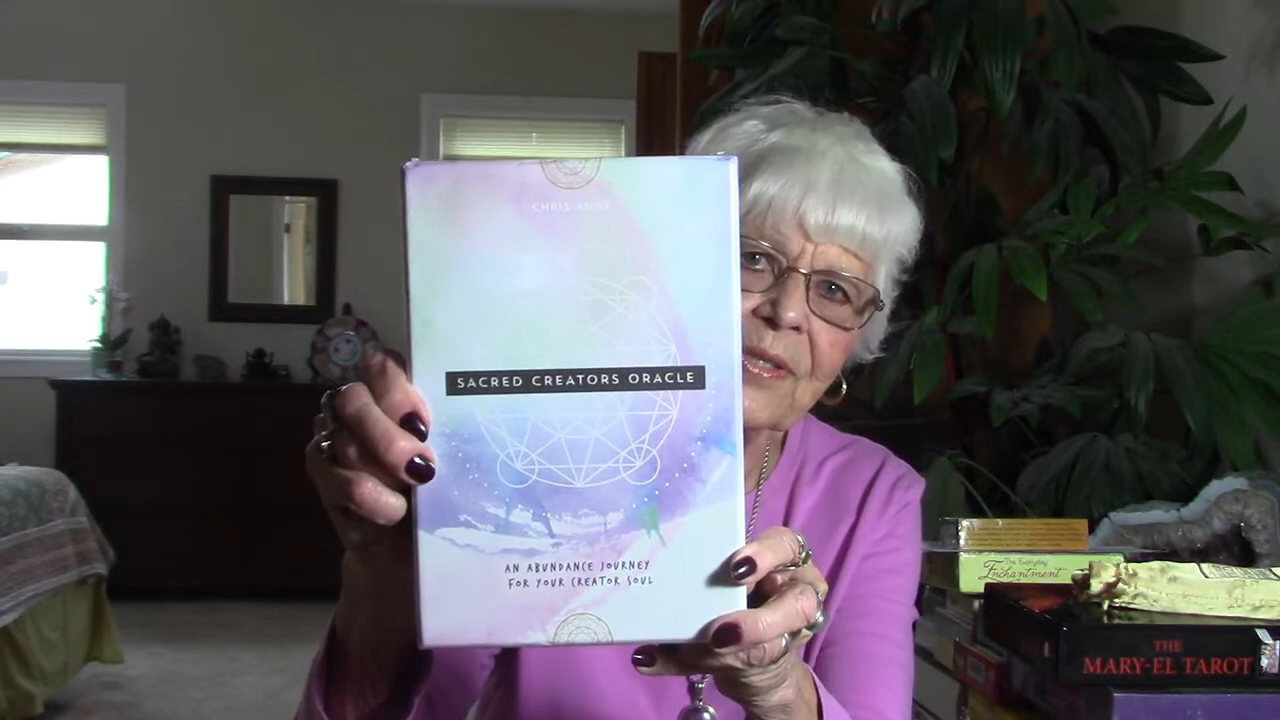 CHRIS-ANNE
SACRED CREATORS ORACLE
AN ABUNDANCE JOURNEY
FOR YOUR CREATOR SOUL
The Everyday
Enchantment
THE
MARY-EL TAROT